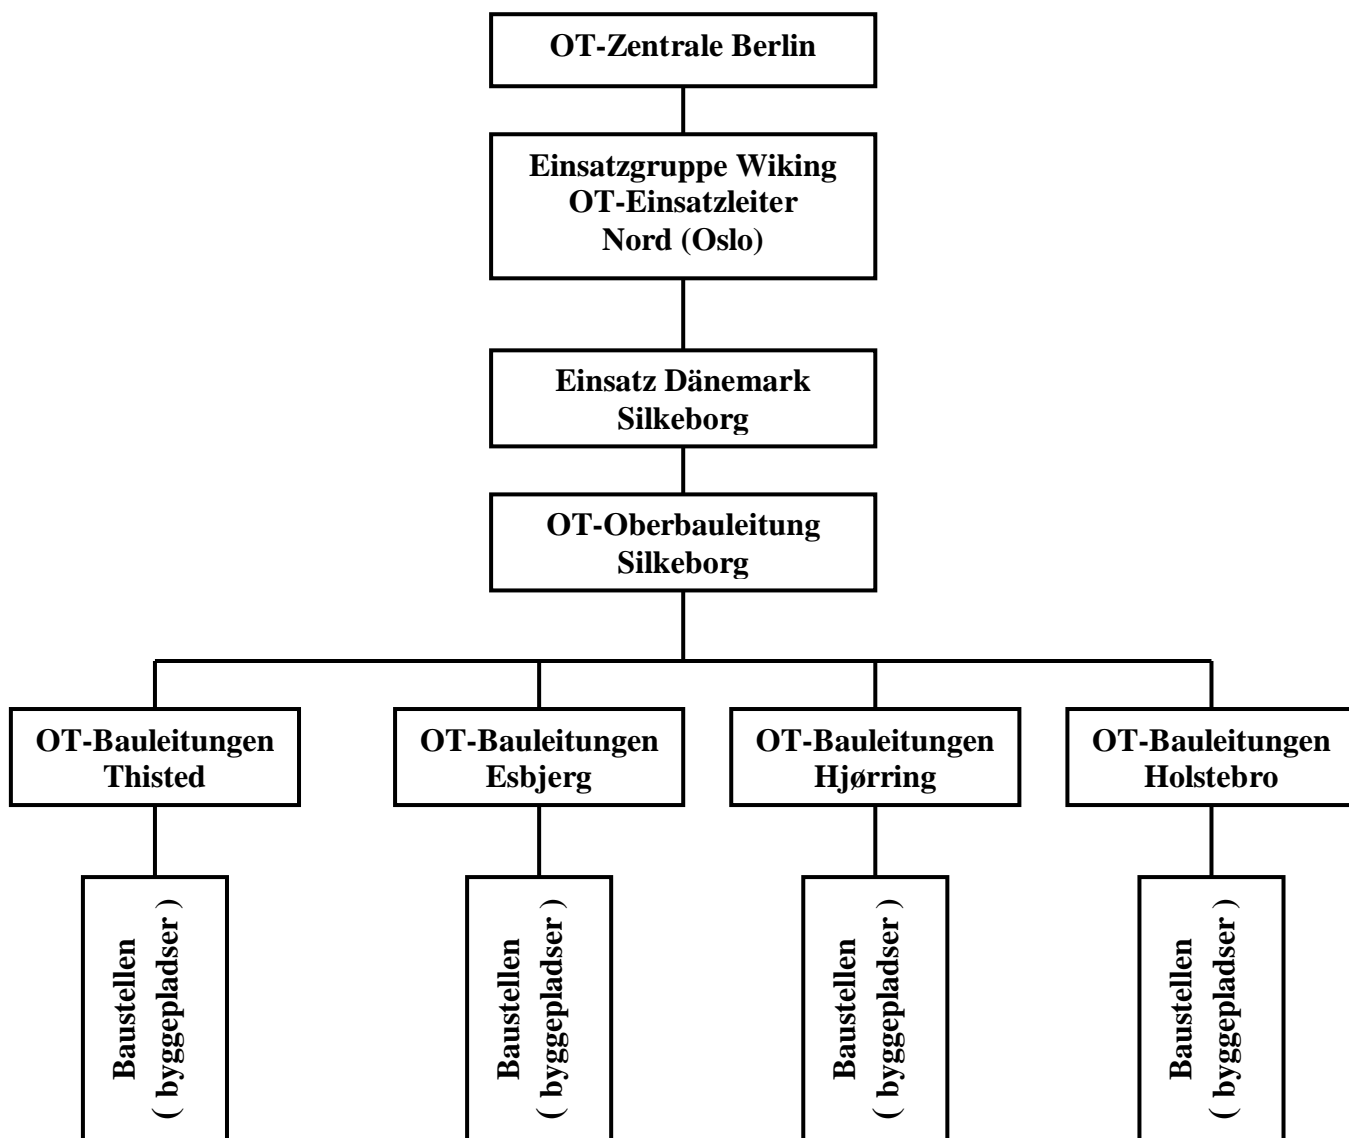 OT-Zentrale Berlin
Einsatzgruppe Wiking
OT-Einsatzleiter
Nord (Oslo)
Einsatz Dänemark
Silkeborg
OT-Oberbauleitung
Silkeborg
OT-Bauleitungen
Thisted
OT-Bauleitungen
Esbjerg
OT-Bauleitungen
Hjørring
OT-Bauleitungen
Holstebro
Baustellen
( byggepladser )
Baustellen
( byggepladser )
Baustellen
( byggepladser )
Baustellen
( byggepladser )